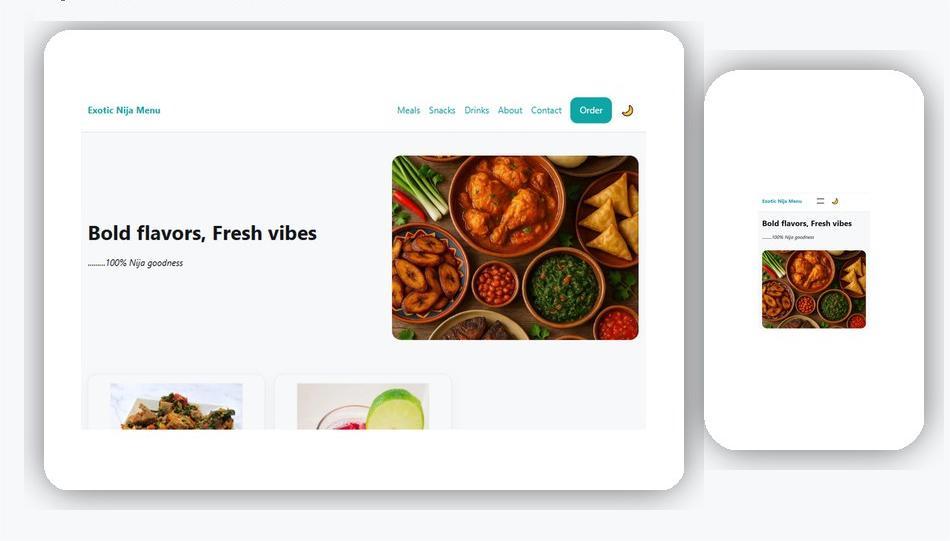 Exotic Nija Menu
Meals Snacks Drinks About Contact Order
Bold flavors, Fresh vibes
.........100% Nija goodness
Exotic Nija Menu
Bold flavors, Fresh vibes
.........100% Nija goodness